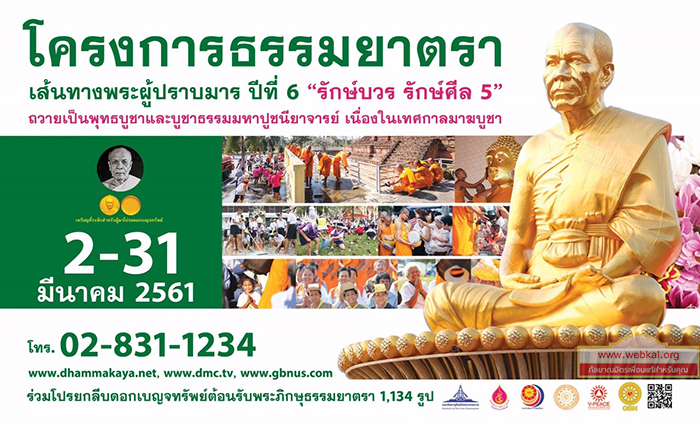 โครงการธรรมยาตรา
เส้นทางพระผู้ปราบมาร ปีที่ 6 “รักษ์บวร รักษ์ศีล 5”
ถวายเป็นพุทธบูชาและบูชาธรรมมหาปูชนียาจารย์ เนื่องในเทศกาลมาฆบูชา
2-31
มีนาคม 2561
โทร. 02-831-1234
www.dhammakaya.net, www.dmc.tv, www.gbnus.com
ร่วมโปรยกลีบดอกเบญจทรัพย์ต้อนรับพระภิกษุธรรมยาตรา 1,134 รูป
www.webkal.org
กัลยาณมิตรเพื่อนแท้สำหรับคุณ
V-PEACE
GBN